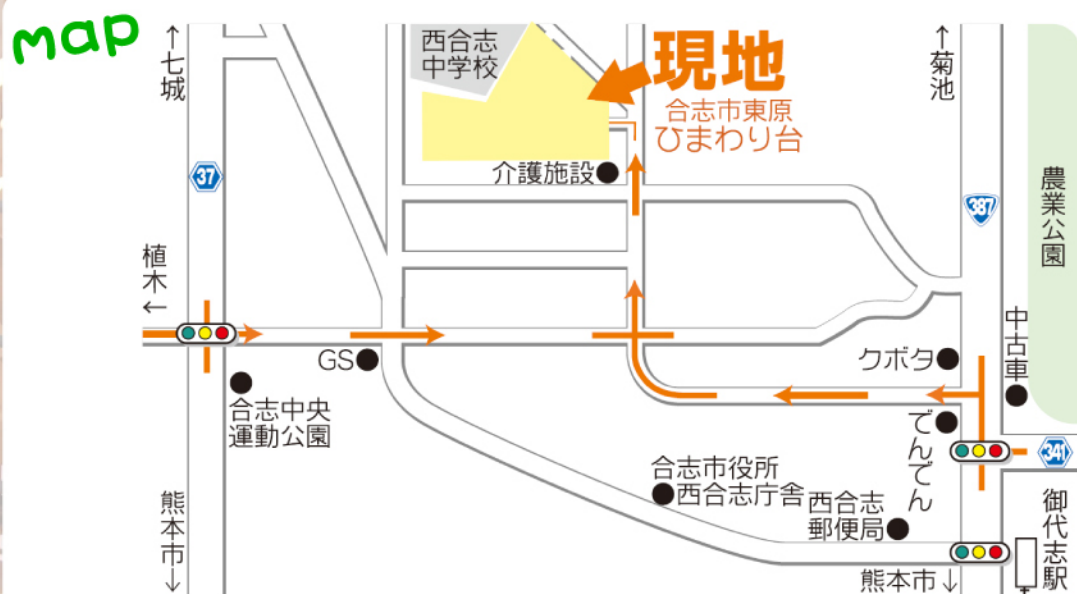 map
↑七城
西合志
中学校
現地
合志市東原
ひまわり台
↑菊池
37
介護施設
387
農業公園
植木←
GS
クボタ
中古車
合志中央
運動公園
でんでん
341
合志市役所
西合志庁舎
西合志
郵便局
熊本市↓
熊本市↓
御代志駅